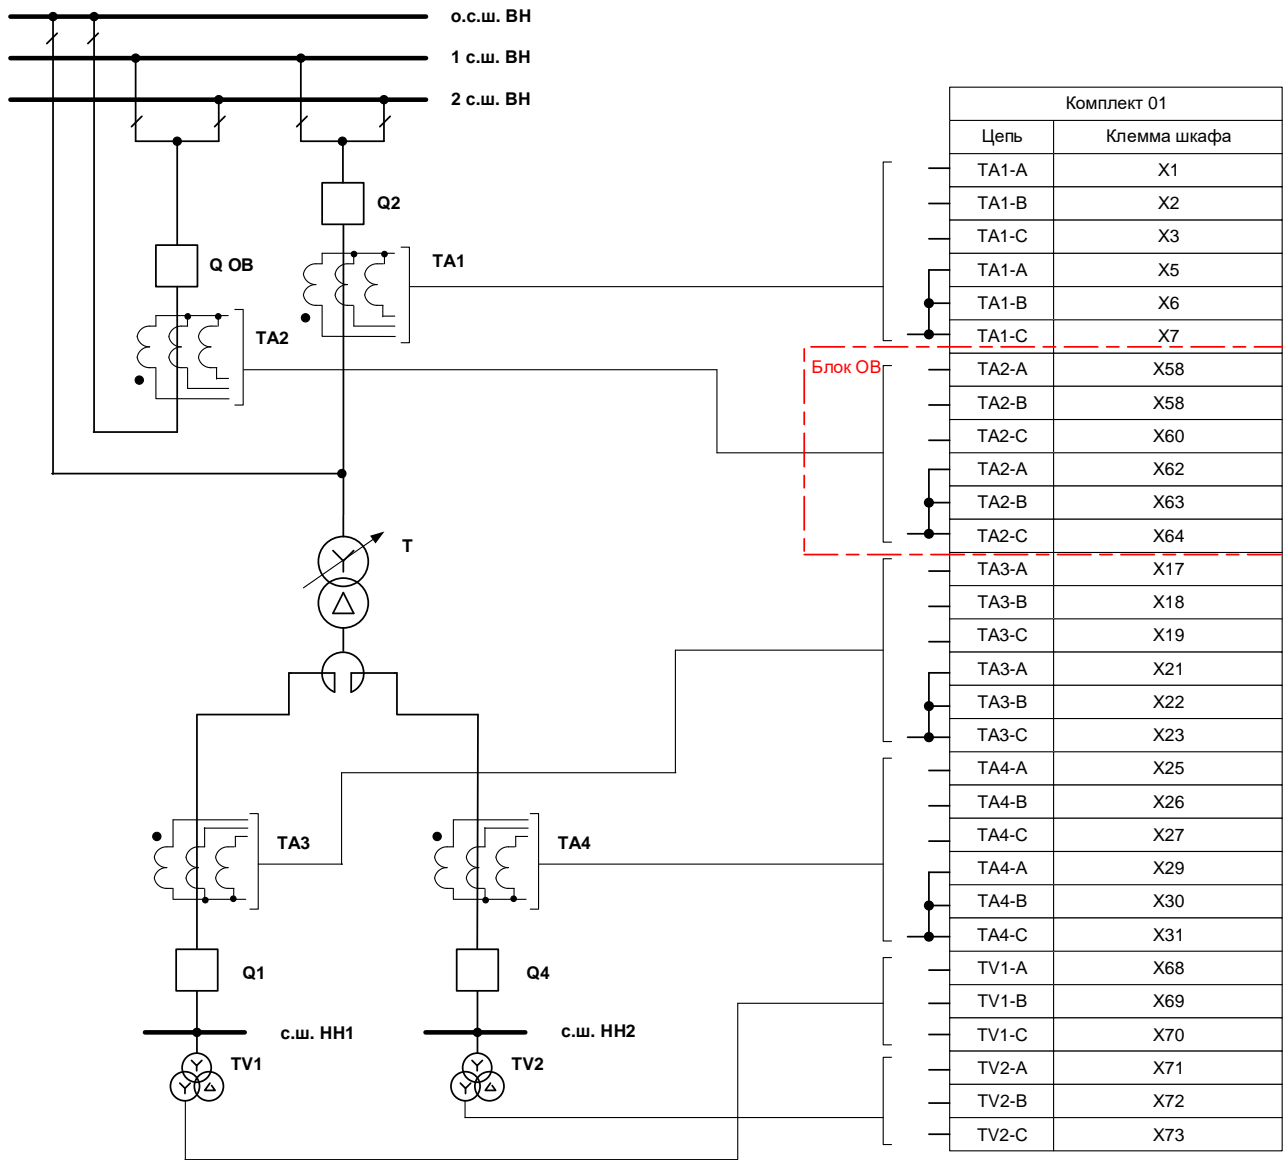 о.с.ш. ВН
1 с.ш. ВН
2 с.ш. ВН
Q2
Q ОВ
TA1
TA2
T
TA3
TA4
Q1
Q4
с.ш. НН1
с.ш. НН2
TV1
TV2
Блок ОВ
Комплект 01
Цепь Клемма шкафа
TA1-A X1
TA1-B X2
TA1-C X3
TA1-A X5
TA1-B X6
TA1-C X7
TA2-A X58
TA2-B X58
TA2-C X60
TA2-A X62
TA2-B X63
TA2-C X64
TA3-A X17
TA3-B X18
TA3-C X19
TA3-A X21
TA3-B X22
TA3-C X23
TA4-A X25
TA4-B X26
TA4-C X27
TA4-A X29
TA4-B X30
TA4-C X31
TV1-A X68
TV1-B X69
TV1-C X70
TV2-A X71
TV2-B X72
TV2-C X73